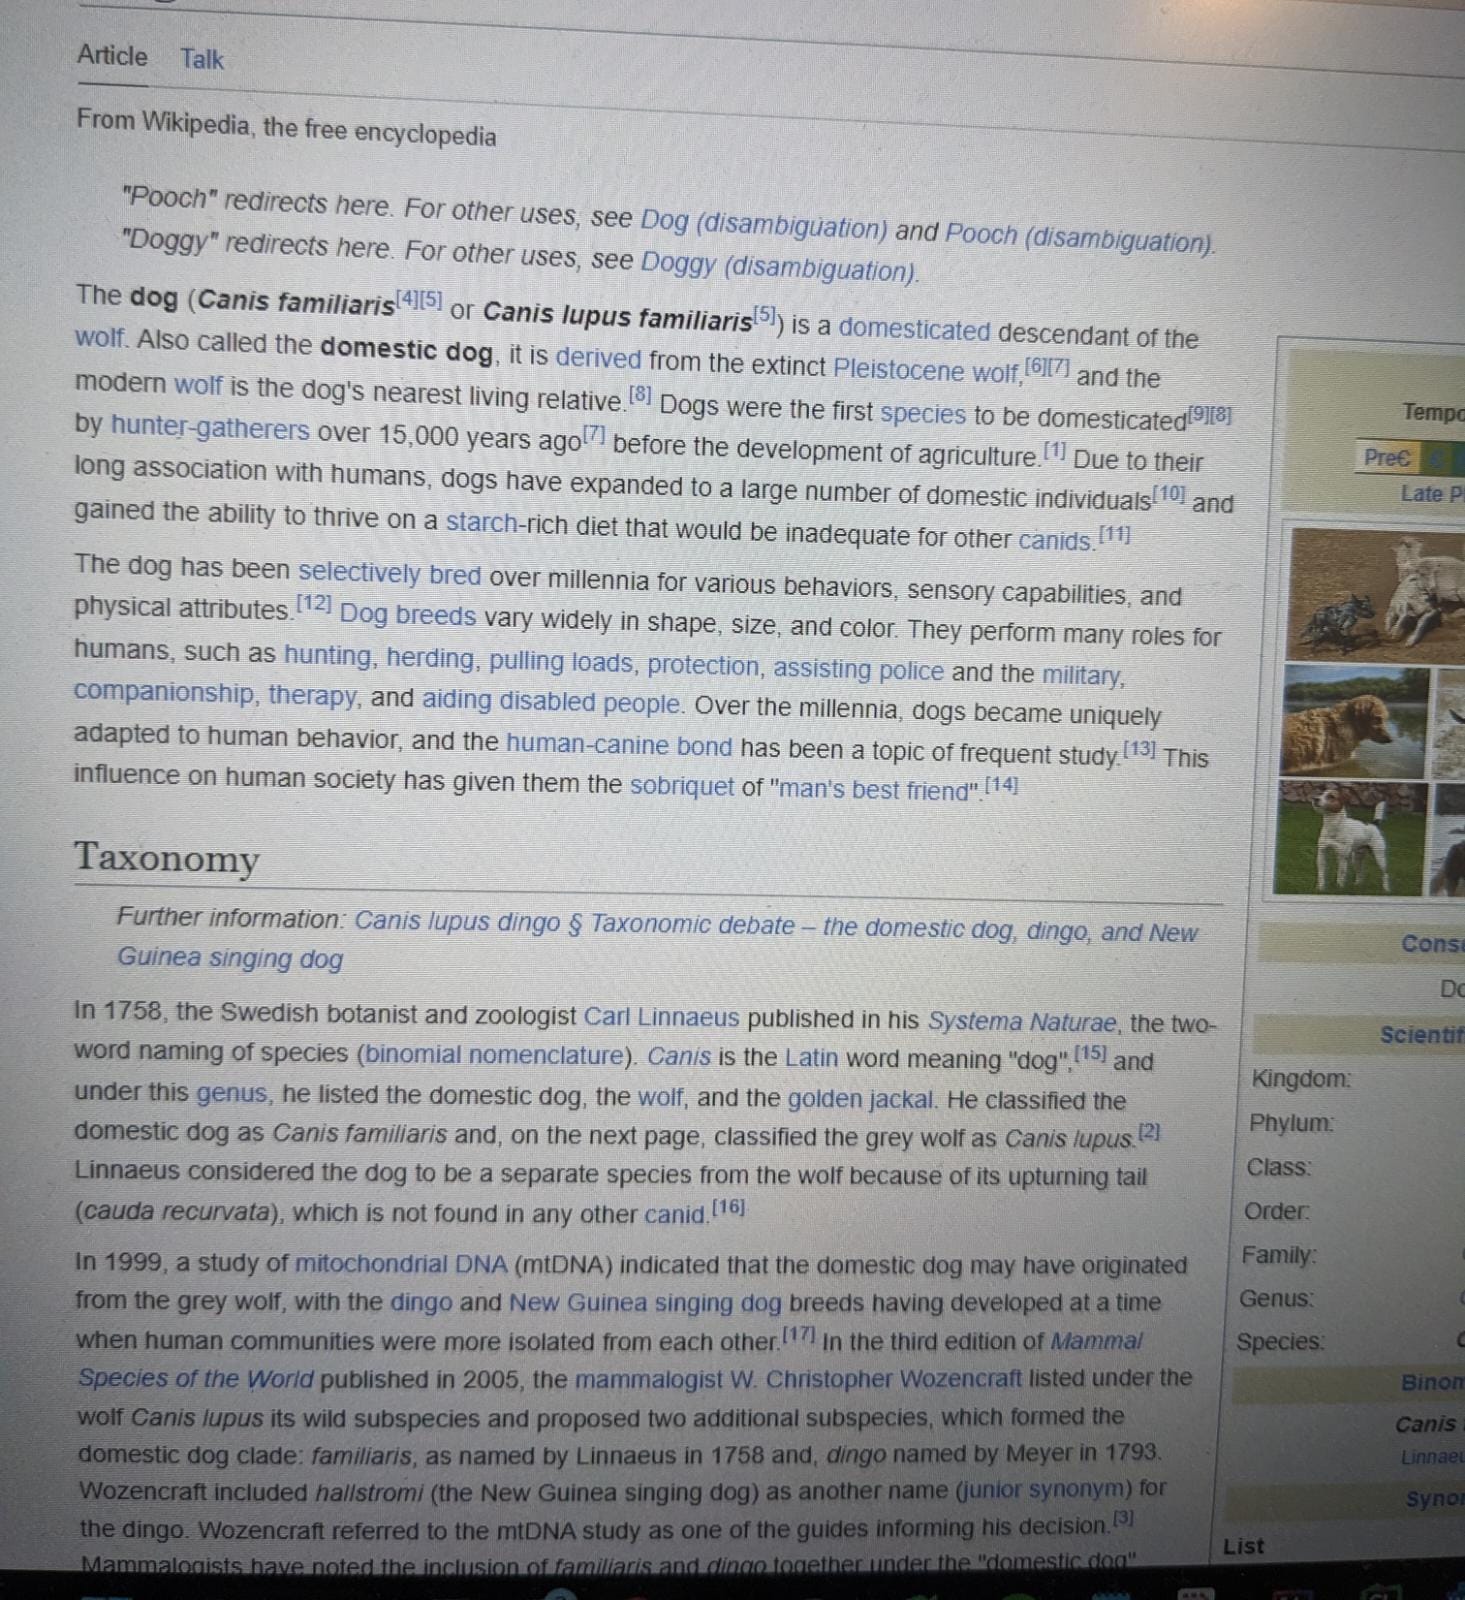 Article Talk
From Wikipedia, the free encyclopedia
"Pooch" redirects here. For other uses, see Dog (disambiguation) and Pooch (disambiguation).
"Doggy" redirects here. For other uses, see Doggy (disambiguation).
The dog (Canis familiaris[4][5] or Canis lupus familiaris[5]) is a domesticated descendant of the
wolf. Also called the domestic dog, it is derived from the extinct Pleistocene wolf,[6][7] and the
modern wolf is the dog's nearest living relative.[8] Dogs were the first species to be domesticated[9][8]
by hunter-gatherers over 15,000 years ago[7] before the development of agriculture.[1] Due to their
long association with humans, dogs have expanded to a large number of domestic individuals[10] and
gained the ability to thrive on a starch-rich diet that would be inadequate for other canids.[11]
The dog has been selectively bred over millennia for various behaviors, sensory capabilities, and
physical attributes.[12] Dog breeds vary widely in shape, size, and color. They perform many roles for
humans, such as hunting, herding, pulling loads, protection, assisting police and the military,
companionship, therapy, and aiding disabled people. Over the millennia, dogs became uniquely
adapted to human behavior, and the human-canine bond has been a topic of frequent study.[13] This
influence on human society has given them the sobriquet of "man's best friend".[14]
Taxonomy
Further information: Canis lupus dingo § Taxonomic debate – the domestic dog, dingo, and New
Guinea singing dog
In 1758, the Swedish botanist and zoologist Carl Linnaeus published in his Systema Naturae, the two-
word naming of species (binomial nomenclature). Canis is the Latin word meaning "dog",[15] and
under this genus, he listed the domestic dog, the wolf, and the golden jackal. He classified the
domestic dog as Canis familiaris and, on the next page, classified the grey wolf as Canis lupus.[2]
Linnaeus considered the dog to be a separate species from the wolf because of its upturning tail
(cauda recurvata), which is not found in any other canid.[16]
In 1999, a study of mitochondrial DNA (mtDNA) indicated that the domestic dog may have originated
from the grey wolf, with the dingo and New Guinea singing dog breeds having developed at a time
when human communities were more isolated from each other.[17] In the third edition of Mammal
Species of the World published in 2005, the mammalogist W. Christopher Wozencraft listed under the
wolf Canis lupus its wild subspecies and proposed two additional subspecies, which formed the
domestic dog clade: familiaris, as named by Linnaeus in 1758 and, dingo named by Meyer in 1793.
Wozencraft included hallstromi (the New Guinea singing dog) as another name (junior synonym) for
the dingo. Wozencraft referred to the mtDNA study as one of the guides informing his decision.[3]
Mammalogists have noted the inclusion of familiaris and dingo together under the "domestic dog"
Tempo
PreЄ
Late Pl
Conse
Do
Scientif
Kingdom:
Phylum:
Class:
Order:
Family:
Genus:
Species:
Binom
Canis
Linnaeu
Synor
List